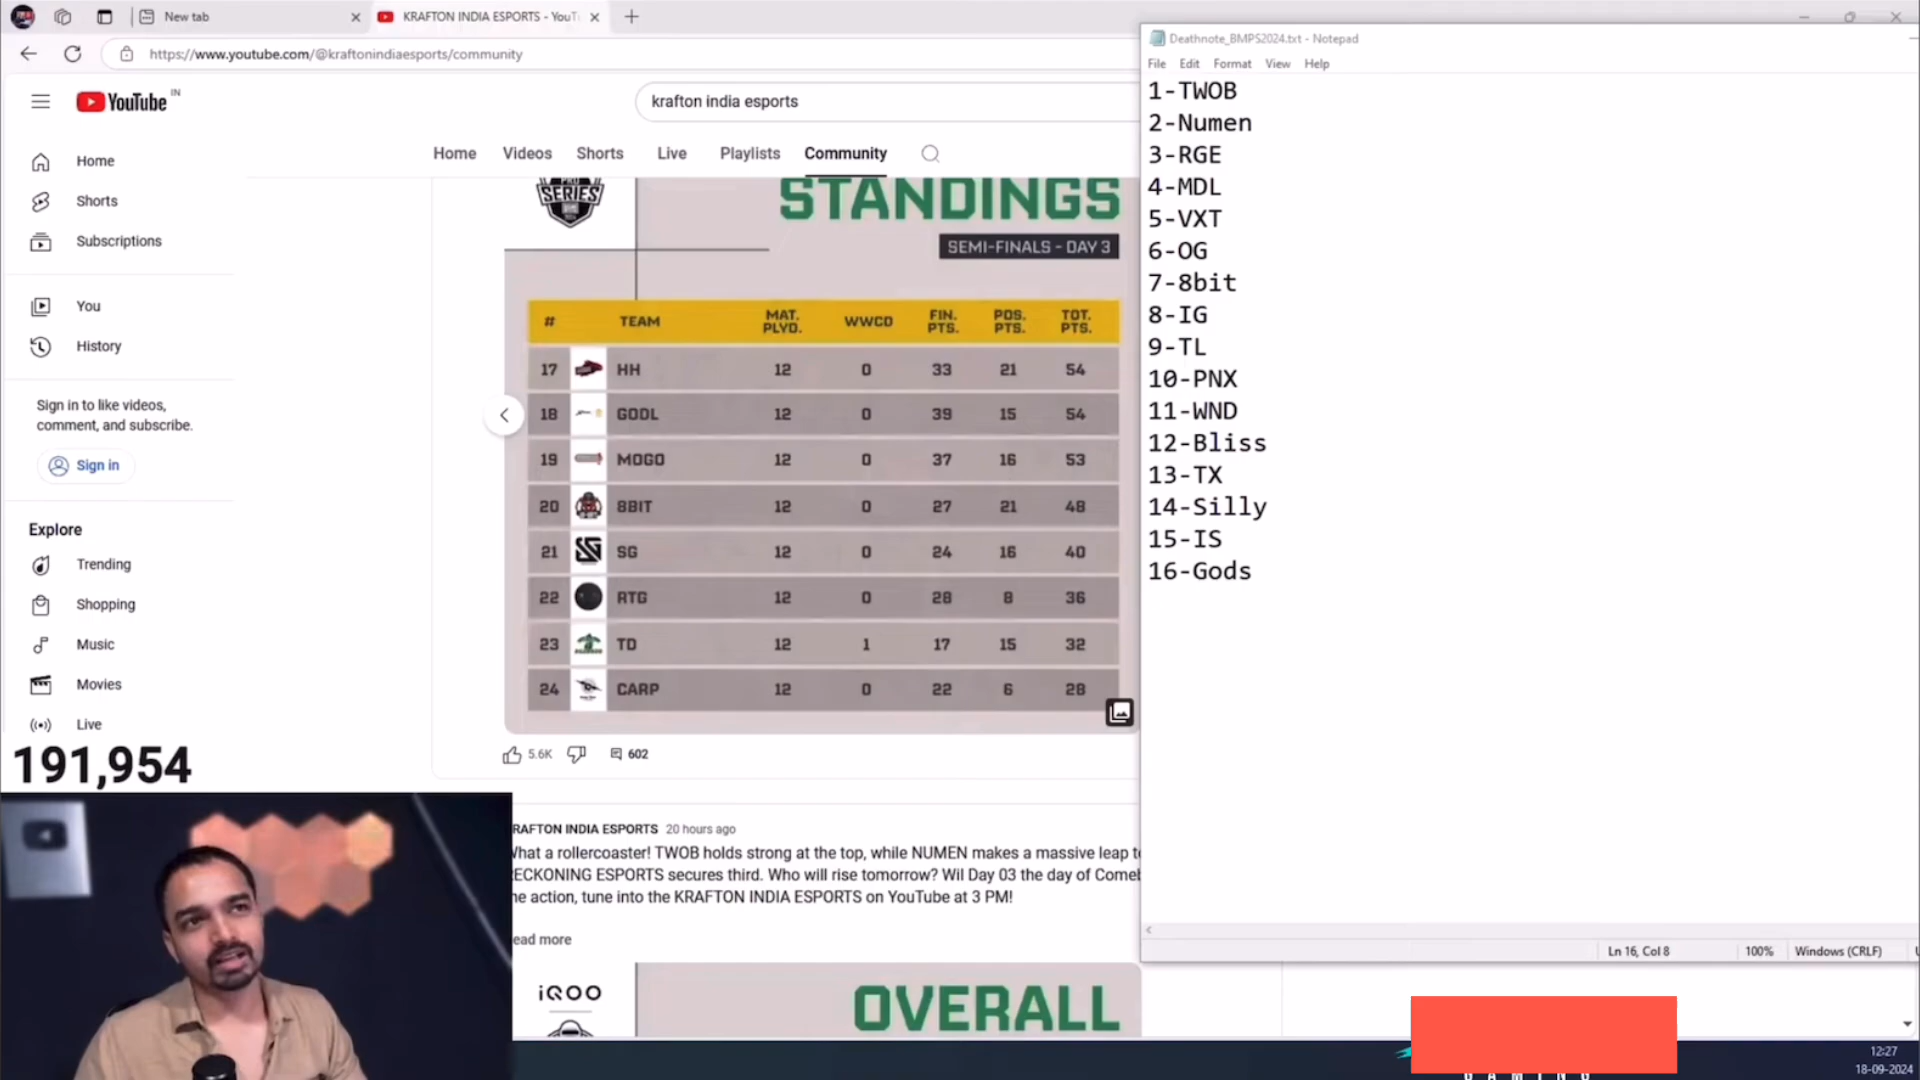 New tab
KRAFTON INDIA ESPORTS - YouT
https://www.youtube.com/@kraftonindiaesports/community
YouTube IN
krafton india esports
Home
Videos
Shorts
Live
Playlists
Community
Home
Shorts
Subscriptions
You
History
Sign in to like videos,
comment, and subscribe.
Sign in
Explore
Trending
Shopping
Music
Movies
Live
191,954
SERIES
STANDINGS
SEMI-FINALS - DAY 3
# TEAM MAT. PLYD. WWCD FIN. PTS. POS. PTS. TOT. PTS.
17 HH 12 0 33 21 54
18 GODL 12 0 39 15 54
19 MOGO 12 0 37 16 53
20 8BIT 12 0 27 21 48
21 SG 12 0 24 16 40
22 RTG 12 0 28 8 36
23 TD 12 1 17 15 32
24 CARP 12 0 22 6 28
5.6K 602
RAFTON INDIA ESPORTS 20 hours ago
hat a rollercoaster! TWOB holds strong at the top, while NUMEN makes a massive leap t
ECKONING ESPORTS secures third. Who will rise tomorrow? Wil Day 03 the day of Comeb
he action, tune into the KRAFTON INDIA ESPORTS on YouTube at 3 PM!
ead more
iQOO
OVERALL
Deathnote_BMPS2024.txt - Notepad
File Edit Format View Help
1-TWOB
2-Numen
3-RGE
4-MDL
5-VXT
6-OG
7-8bit
8-IG
9-TL
10-PNX
11-WND
12-Bliss
13-TX
14-Silly
15-IS
16-Gods
Ln 16, Col 8
100%
Windows (CRLF)
GAMING
12:27
18-09-2024